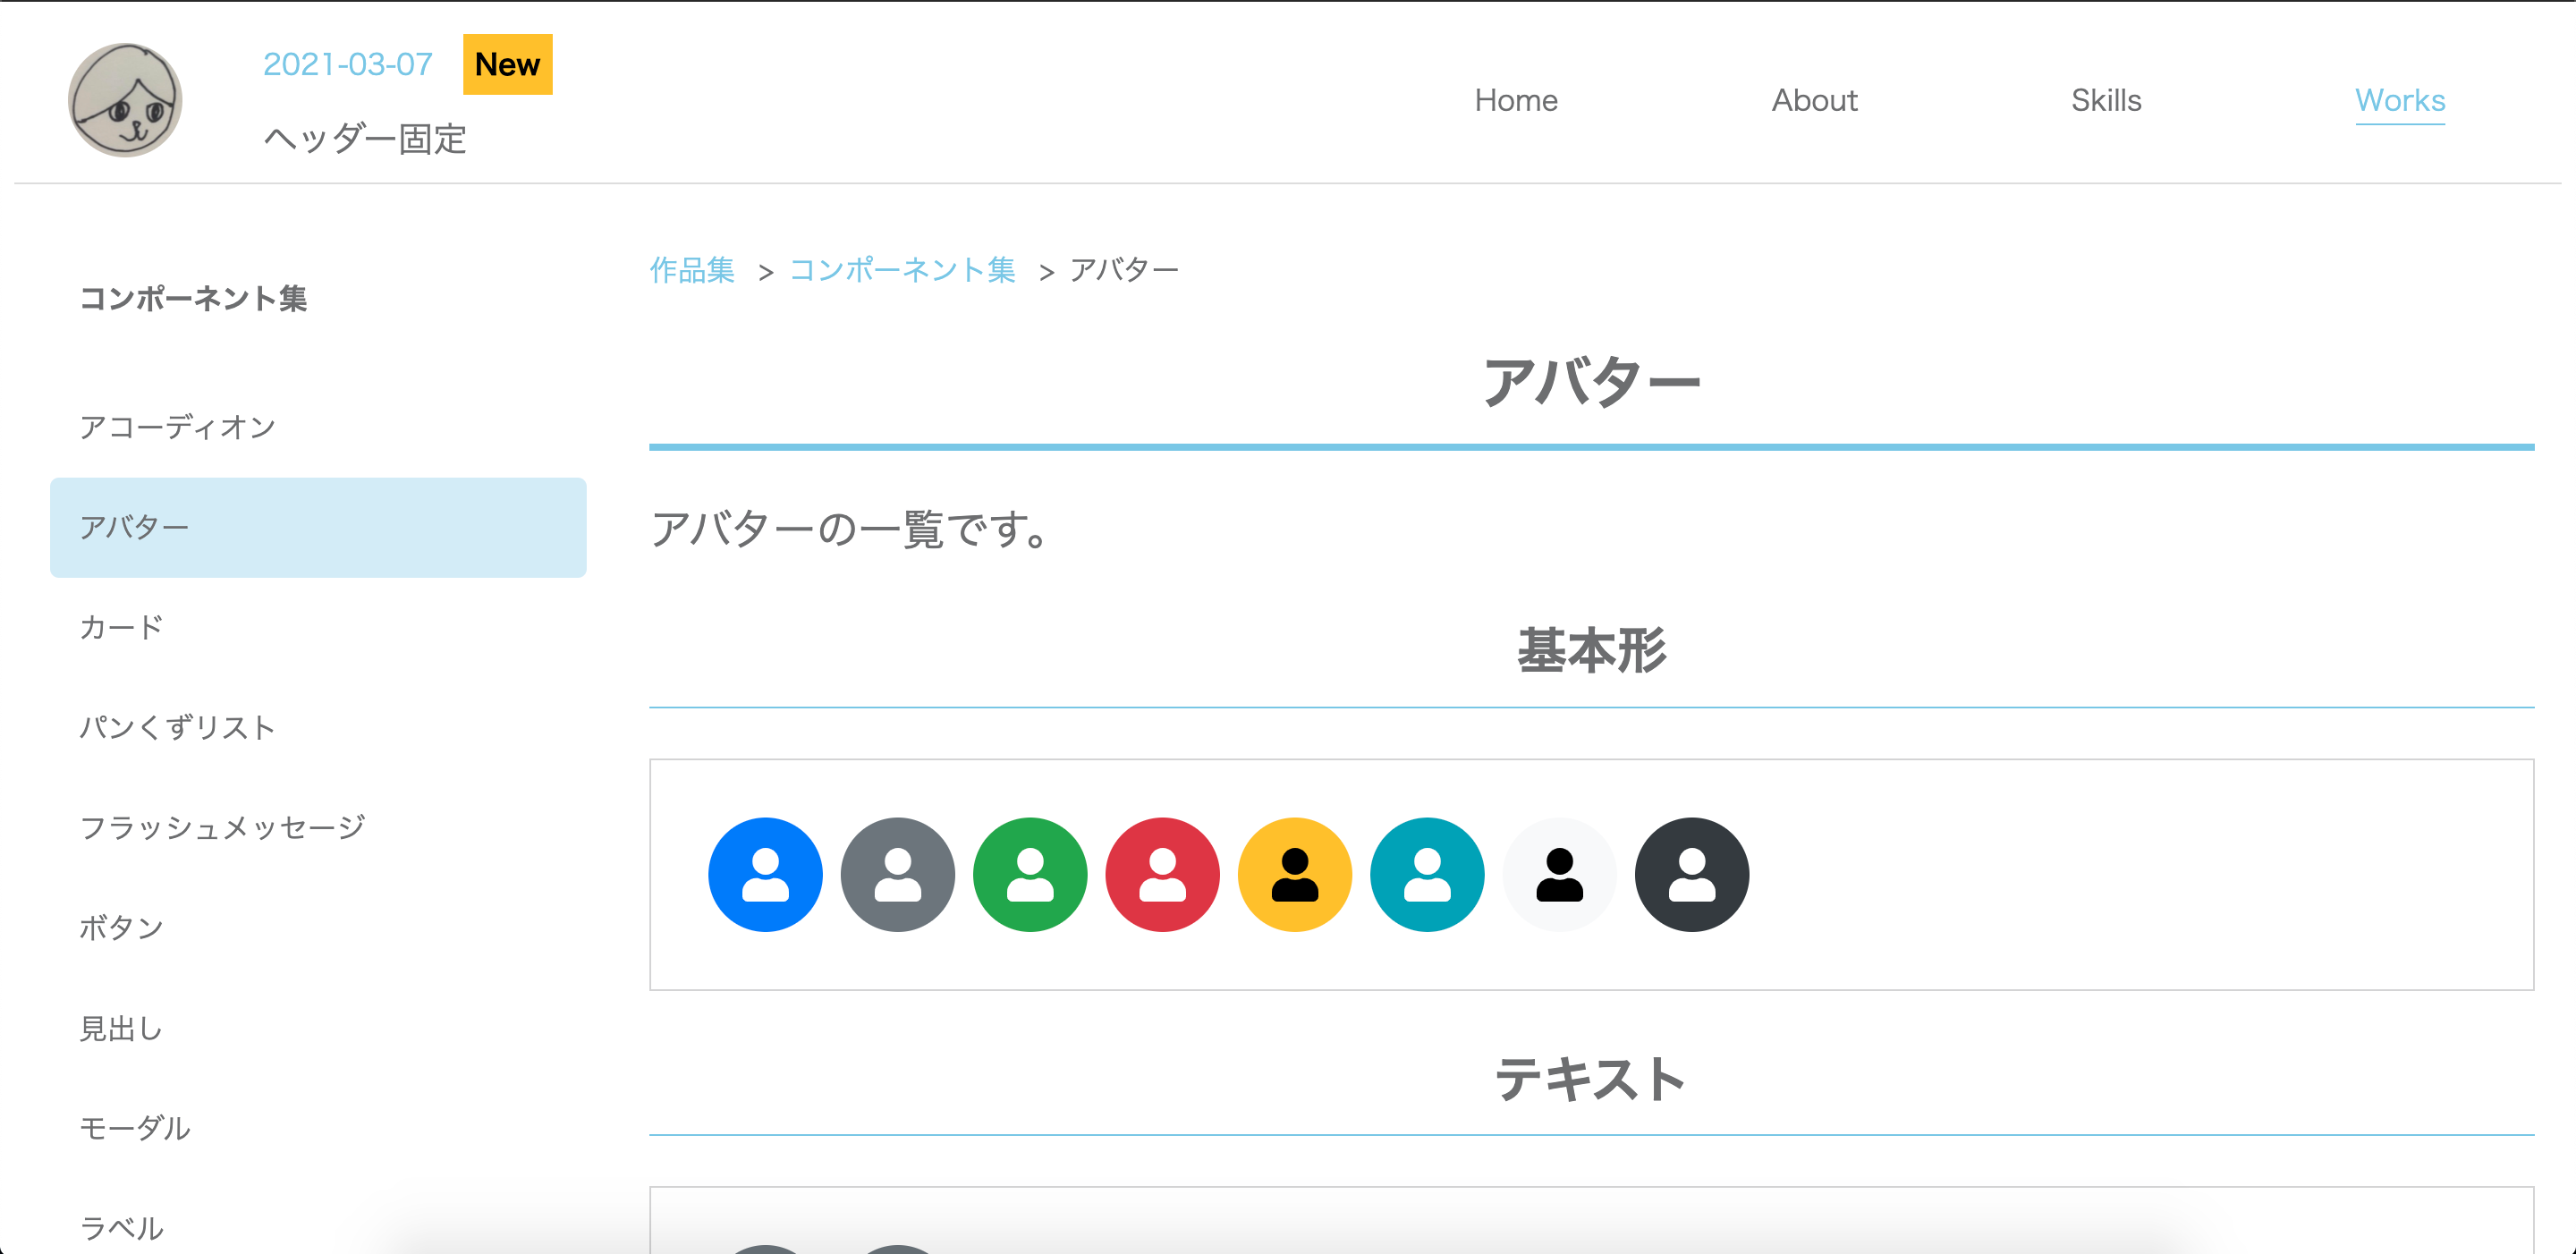 2021-03-07 New
ヘッダー固定
Home About Skills Works
コンポーネント集
アコーディオン
アバター
カード
パンくずリスト
フラッシュメッセージ
ボタン
見出し
モーダル
ラベル
作品集 > コンポーネント集 > アバター
アバター
アバターの一覧です。
基本形
テキスト